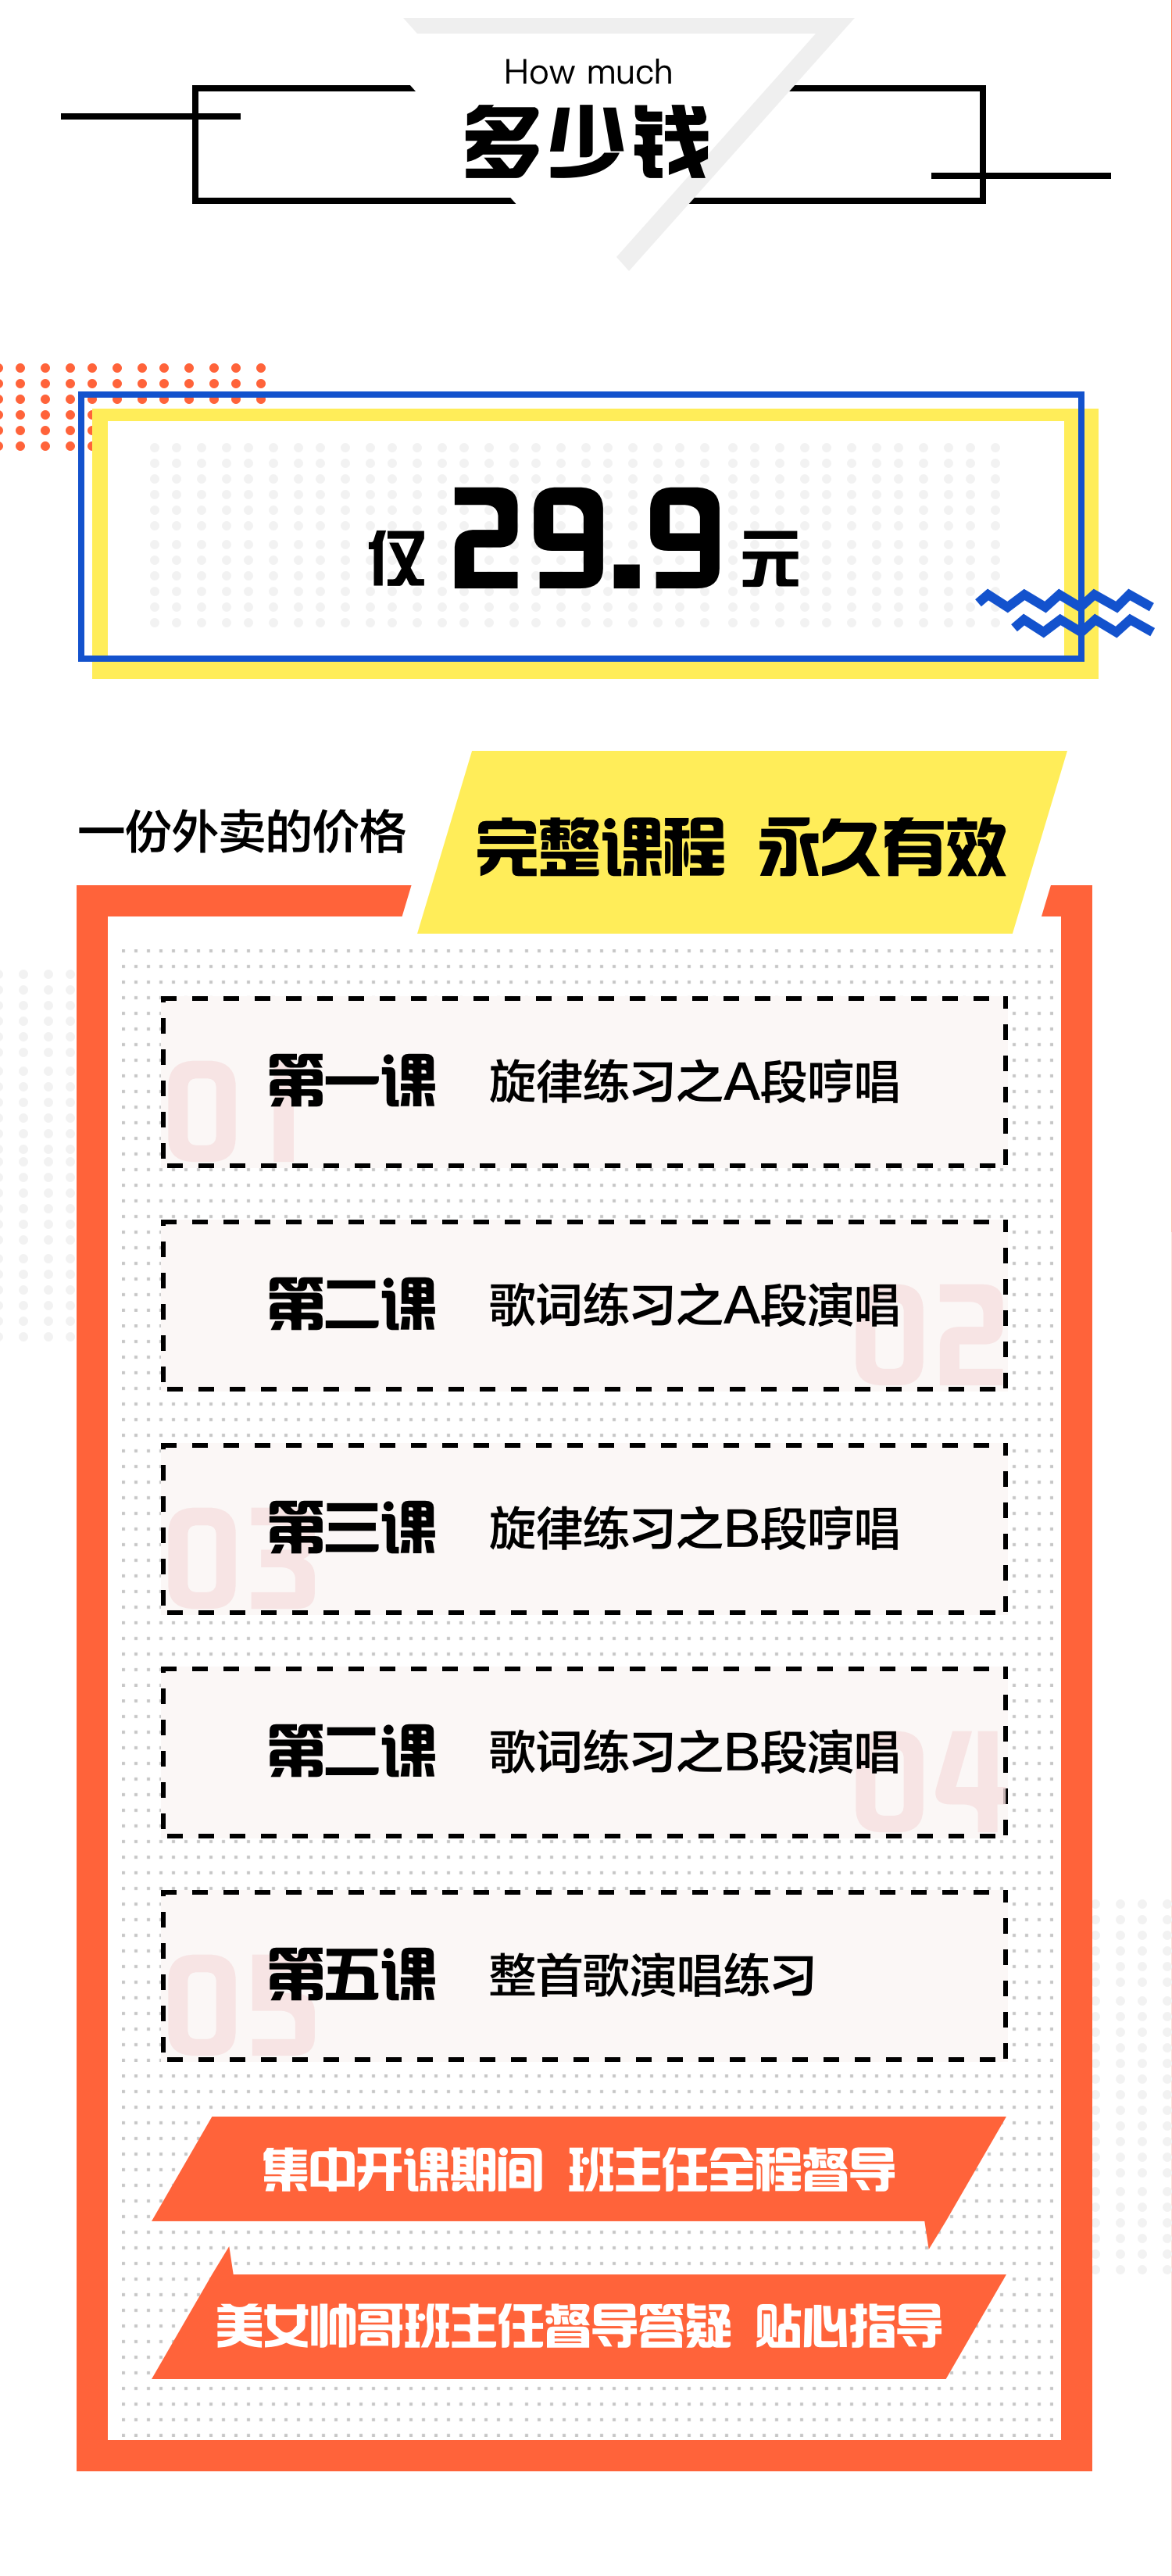 How much
多少钱
仅 29.9 元
一份外卖的价格
完整课程 永久有效
01
第一课 旋律练习之A段哼唱
第二课 歌词练习之A段演唱
02
03
第三课 旋律练习之B段哼唱
第二课 歌词练习之B段演唱
04
05
第五课 整首歌演唱练习
集中开课期间 班主任全程督导
美女帅哥班主任督导答疑 贴心指导